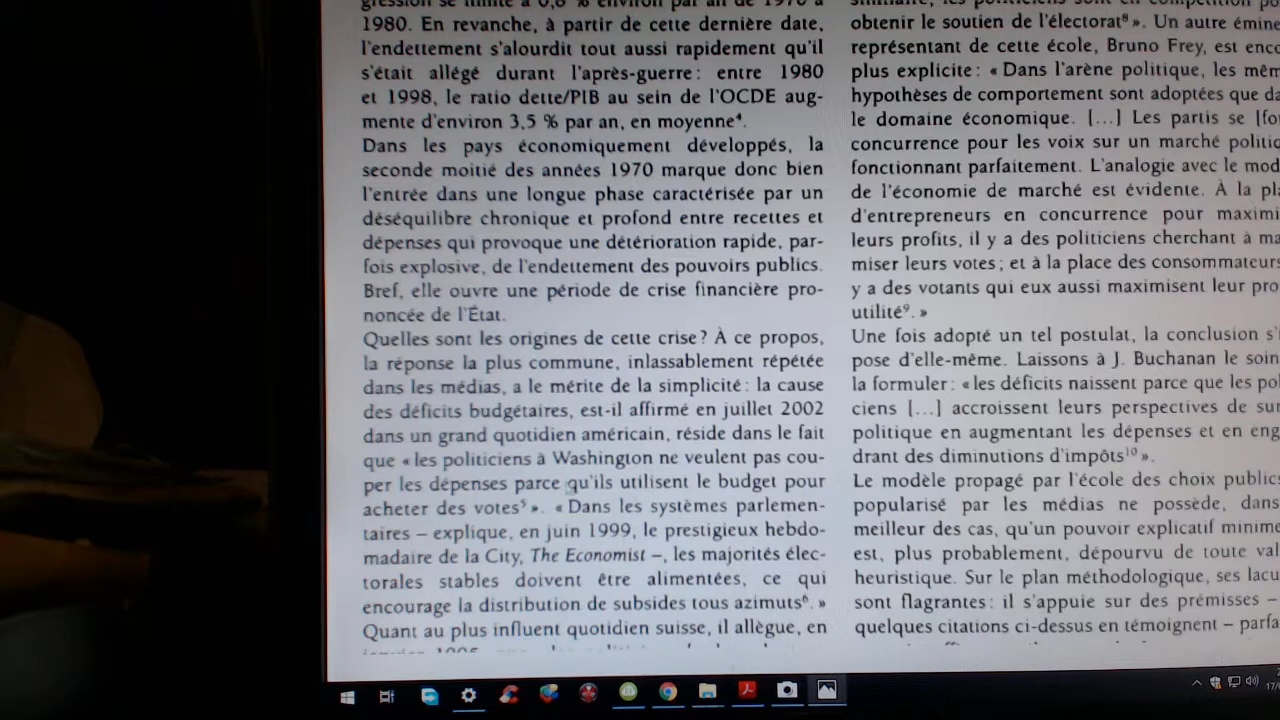 1980. En revanche, à partir de cette dernière date,
l'endettement s'alourdit tout aussi rapidement qu'il
s'était allégé durant l'après-guerre : entre 1980
et 1998, le ratio dette/PIB au sein de l'OCDE aug-
mente d'environ 3,5 % par an, en moyenne⁴.
Dans les pays économiquement développés, la
seconde moitié des années 1970 marque donc bien
l'entrée dans une longue phase caractérisée par un
déséquilibre chronique et profond entre recettes et
dépenses qui provoque une détérioration rapide, par-
fois explosive, de l'endettement des pouvoirs publics.
Bref, elle ouvre une période de crise financière pro-
noncée de l'État.
Quelles sont les origines de cette crise ? À ce propos,
la réponse la plus commune, inlassablement répétée
dans les médias, a le mérite de la simplicité : la cause
des déficits budgétaires, est-il affirmé en juillet 2002
dans un grand quotidien américain, réside dans le fait
que « les politiciens à Washington ne veulent pas cou-
per les dépenses parce qu'ils utilisent le budget pour
acheter des votes⁵ ». « Dans les systèmes parlemen-
taires – explique, en juin 1999, le prestigieux hebdo-
madaire de la City, The Economist –, les majorités élec-
torales stables doivent être alimentées, ce qui
encourage la distribution de subsides tous azimuts⁶. »
Quant au plus influent quotidien suisse, il allègue, en
obtenir le soutien de l'électorat⁸ ». Un autre émine
représentant de cette école, Bruno Frey, est enco
plus explicite : « Dans l'arène politique, les mêm
hypothèses de comportement sont adoptées que da
le domaine économique. […] Les partis se [fo
concurrence pour les voix sur un marché politiq
fonctionnant parfaitement. L'analogie avec le mod
de l'économie de marché est évidente. À la pl
d'entrepreneurs en concurrence pour maximi
leurs profits, il y a des politiciens cherchant à ma
miser leurs votes ; et à la place des consommateurs
y a des votants qui eux aussi maximisent leur pro
utilité⁹. »
Une fois adopté un tel postulat, la conclusion s'
pose d'elle-même. Laissons à J. Buchanan le soin
la formuler : « les déficits naissent parce que les pol
ciens […] accroissent leurs perspectives de sur
politique en augmentant les dépenses et en eng
drant des diminutions d'impôts¹⁰ ».
Le modèle propagé par l'école des choix publics
popularisé par les médias ne possède, dans
meilleur des cas, qu'un pouvoir explicatif minime
est, plus probablement, dépourvu de toute val
heuristique. Sur le plan méthodologique, ses lacu
sont flagrantes : il s'appuie sur des prémisses –
quelques citations ci-dessus en témoignent – parfa